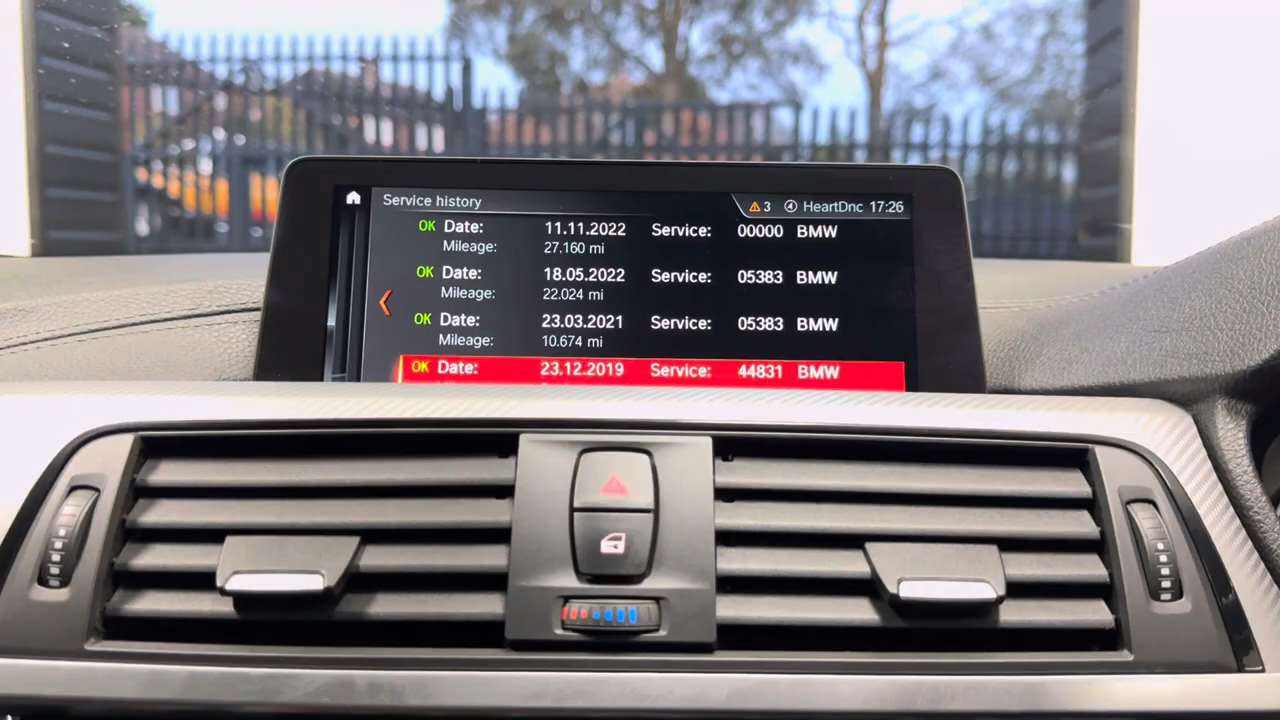 Service history
3 HeartDnc 17:26
OK Date: 11.11.2022 Service: 00000 BMW
Mileage: 27.160 mi
OK Date: 18.05.2022 Service: 05383 BMW
Mileage: 22.024 mi
OK Date: 23.03.2021 Service: 05383 BMW
Mileage: 10.674 mi
OK Date: 23.12.2019 Service: 44831 BMW